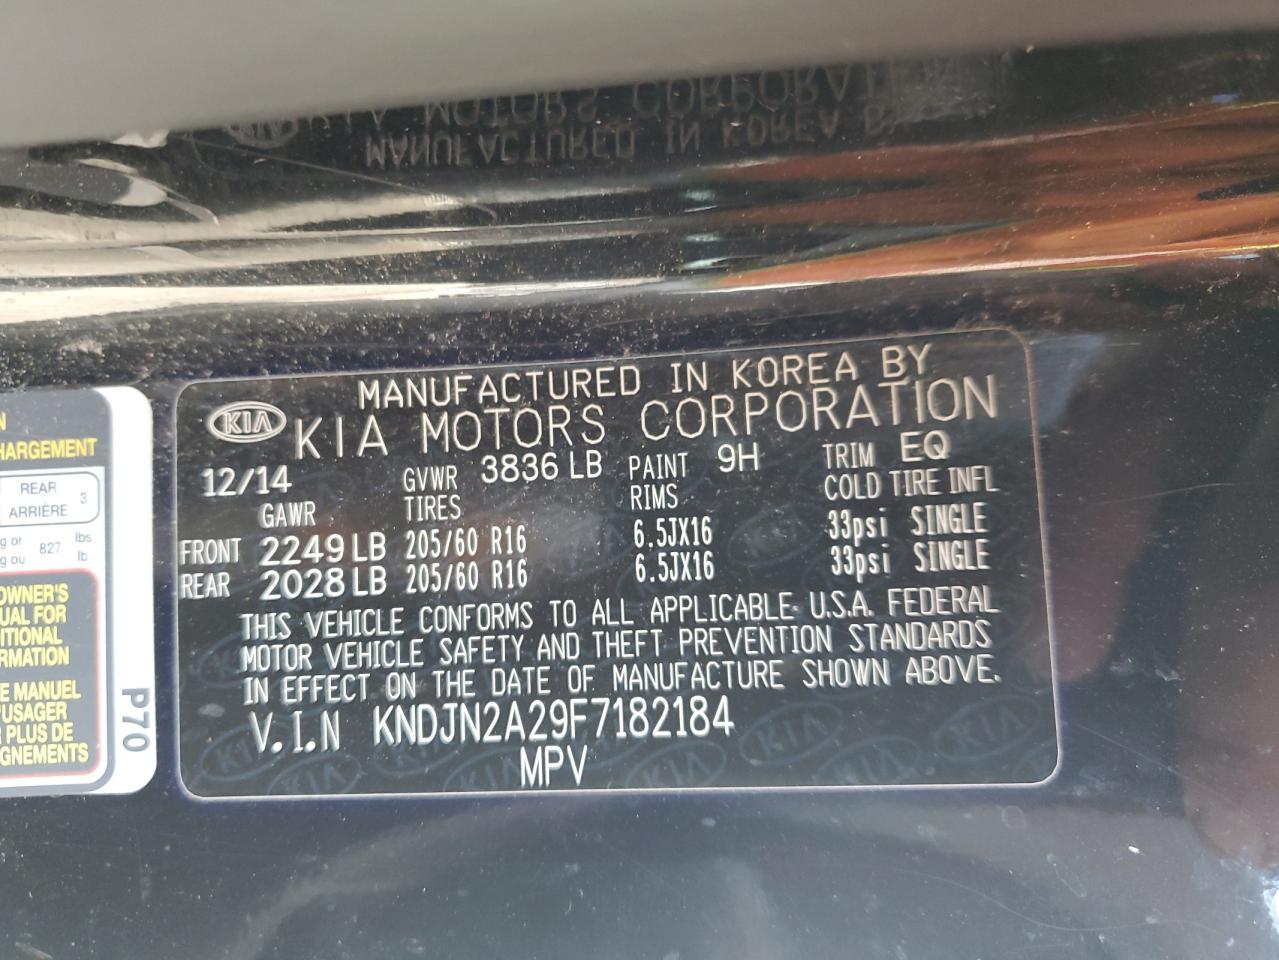 MANUFACTURED IN KOREA BY
KIA KIA MOTORS CORPORATION
12/14 GVWR 3836 LB PAINT 9H TRIM EQ
GAWR TIRES RIMS COLD TIRE INFL
FRONT 2249 LB 205/60 R16 6.5JX16 33psi SINGLE
REAR 2028 LB 205/60 R16 6.5JX16 33psi SINGLE
THIS VEHICLE CONFORMS TO ALL APPLICABLE U.S.A. FEDERAL
MOTOR VEHICLE SAFETY AND THEFT PREVENTION STANDARDS
IN EFFECT ON THE DATE OF MANUFACTURE SHOWN ABOVE.
V.I.N KNDJN2A29F7182184
MPV
HARGEMENT
REAR
ARRIÈRE 3
827 lbs
lb
OWNER'S
UAL FOR
ITIONAL
RMATION
E MANUEL
'USAGER
PLUS DE
GNEMENTS
P70